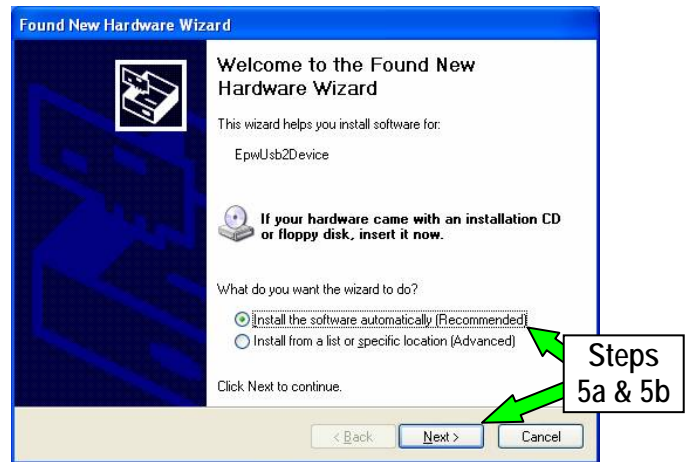 Found New Hardware Wizard
Welcome to the Found New
Hardware Wizard
This wizard helps you install software for:
EpwUsb2Device
If your hardware came with an installation CD
or floppy disk, insert it now.
What do you want the wizard to do?
Install the software automatically (Recommended)
Install from a list or specific location (Advanced)
Steps
5a & 5b
Click Next to continue.
< Back
Next >
Cancel